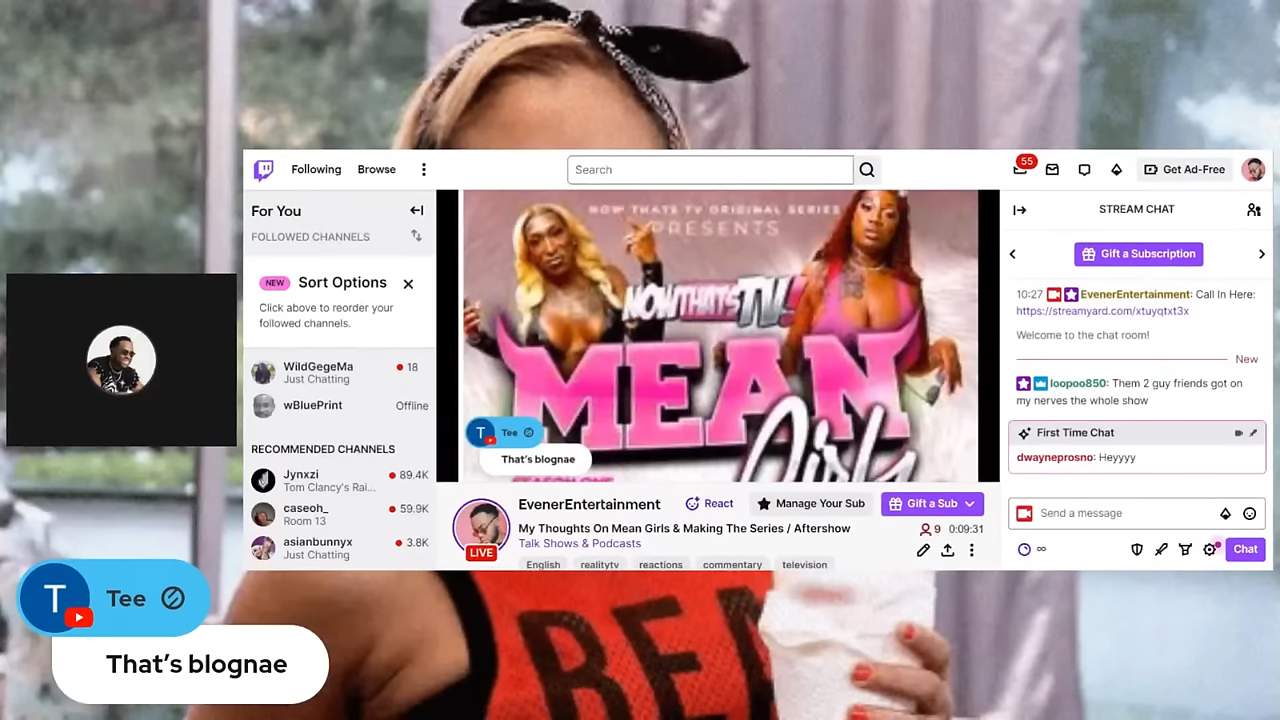 Following
Browse
Search
55
Get Ad-Free
For You
FOLLOWED CHANNELS
NEW Sort Options
Click above to reorder your
followed channels.
WildGegeMa
18
Just Chatting
wBluePrint
Offline
RECOMMENDED CHANNELS
Jynxzi
89.4K
Tom Clancy's Rai...
caseoh_
59.9K
Room 13
asianbunnyx
3.8K
Just Chatting
NOW THATS TV ORIGINAL SERIES
PRESENTS
NOWTHATSTV!
MEAN
Girls
T Tee
That's blognae
SEASON ONE
LIVE
EvenerEntertainment
React
Manage Your Sub
Gift a Sub
My Thoughts On Mean Girls & Making The Series / Aftershow
9 0:09:31
Talk Shows & Podcasts
English
realitytv
reactions
commentary
television
STREAM CHAT
Gift a Subscription
10:27 EvenerEntertainment: Call In Here:
https://streamyard.com/xtuyqtxt3x
Welcome to the chat room!
New
loopoo850: Them 2 guy friends got on
my nerves the whole show
First Time Chat
dwayneprosno: Heyyyy
Send a message
Chat
T Tee
That's blognae